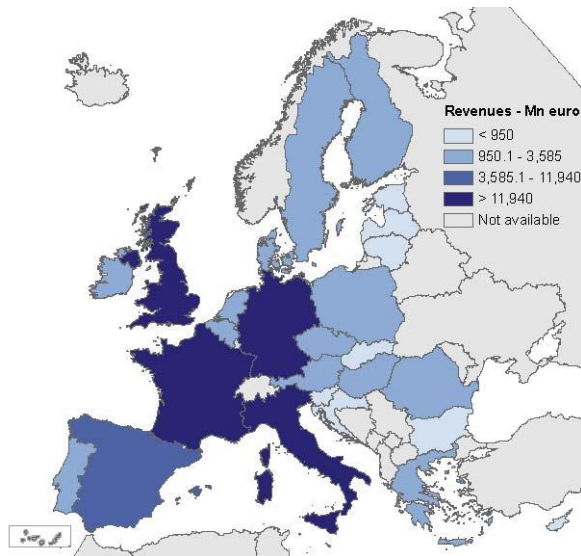 Revenues - Mn euro
< 950
950.1 - 3,585
3,585.1 - 11,940
> 11,940
Not available